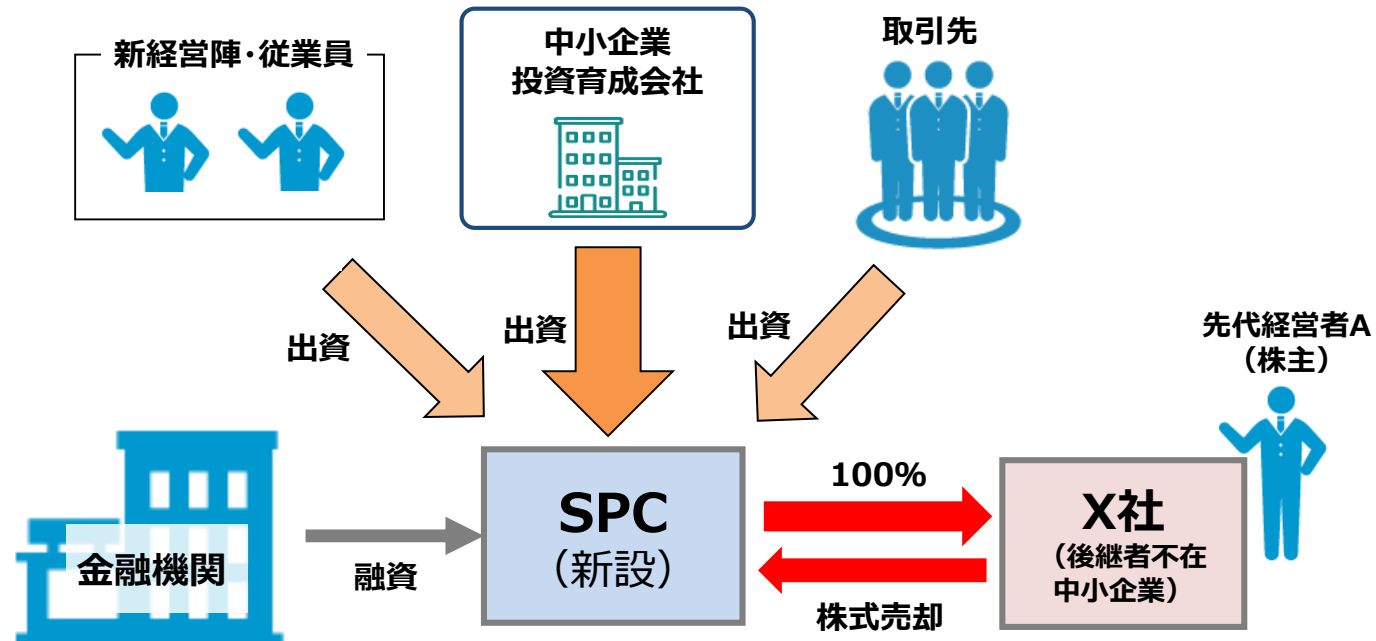 新経営陣・従業員
中小企業
投資育成会社
取引先
出資
出資
出資
先代経営者A
（株主）
金融機関
融資
SPC
（新設）
100%
株式売却
X社
（後継者不在
中小企業）